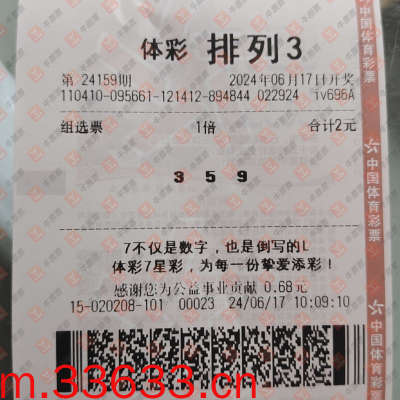 体彩 排列3
第 24159期 2024年06月17日开奖
110410-095661-121412-894844 022924 iv696A
组选票 1倍 合计2元
3 5 9
7不仅是数字，也是倒写的L
体彩7星彩，为每一份挚爱添彩！
感谢您为公益事业贡献 0.68元
15-020208-101 00023 24/06/17 10:09:10
中国体育彩票
中国体育彩票
中国体育彩票
m.33633.cn